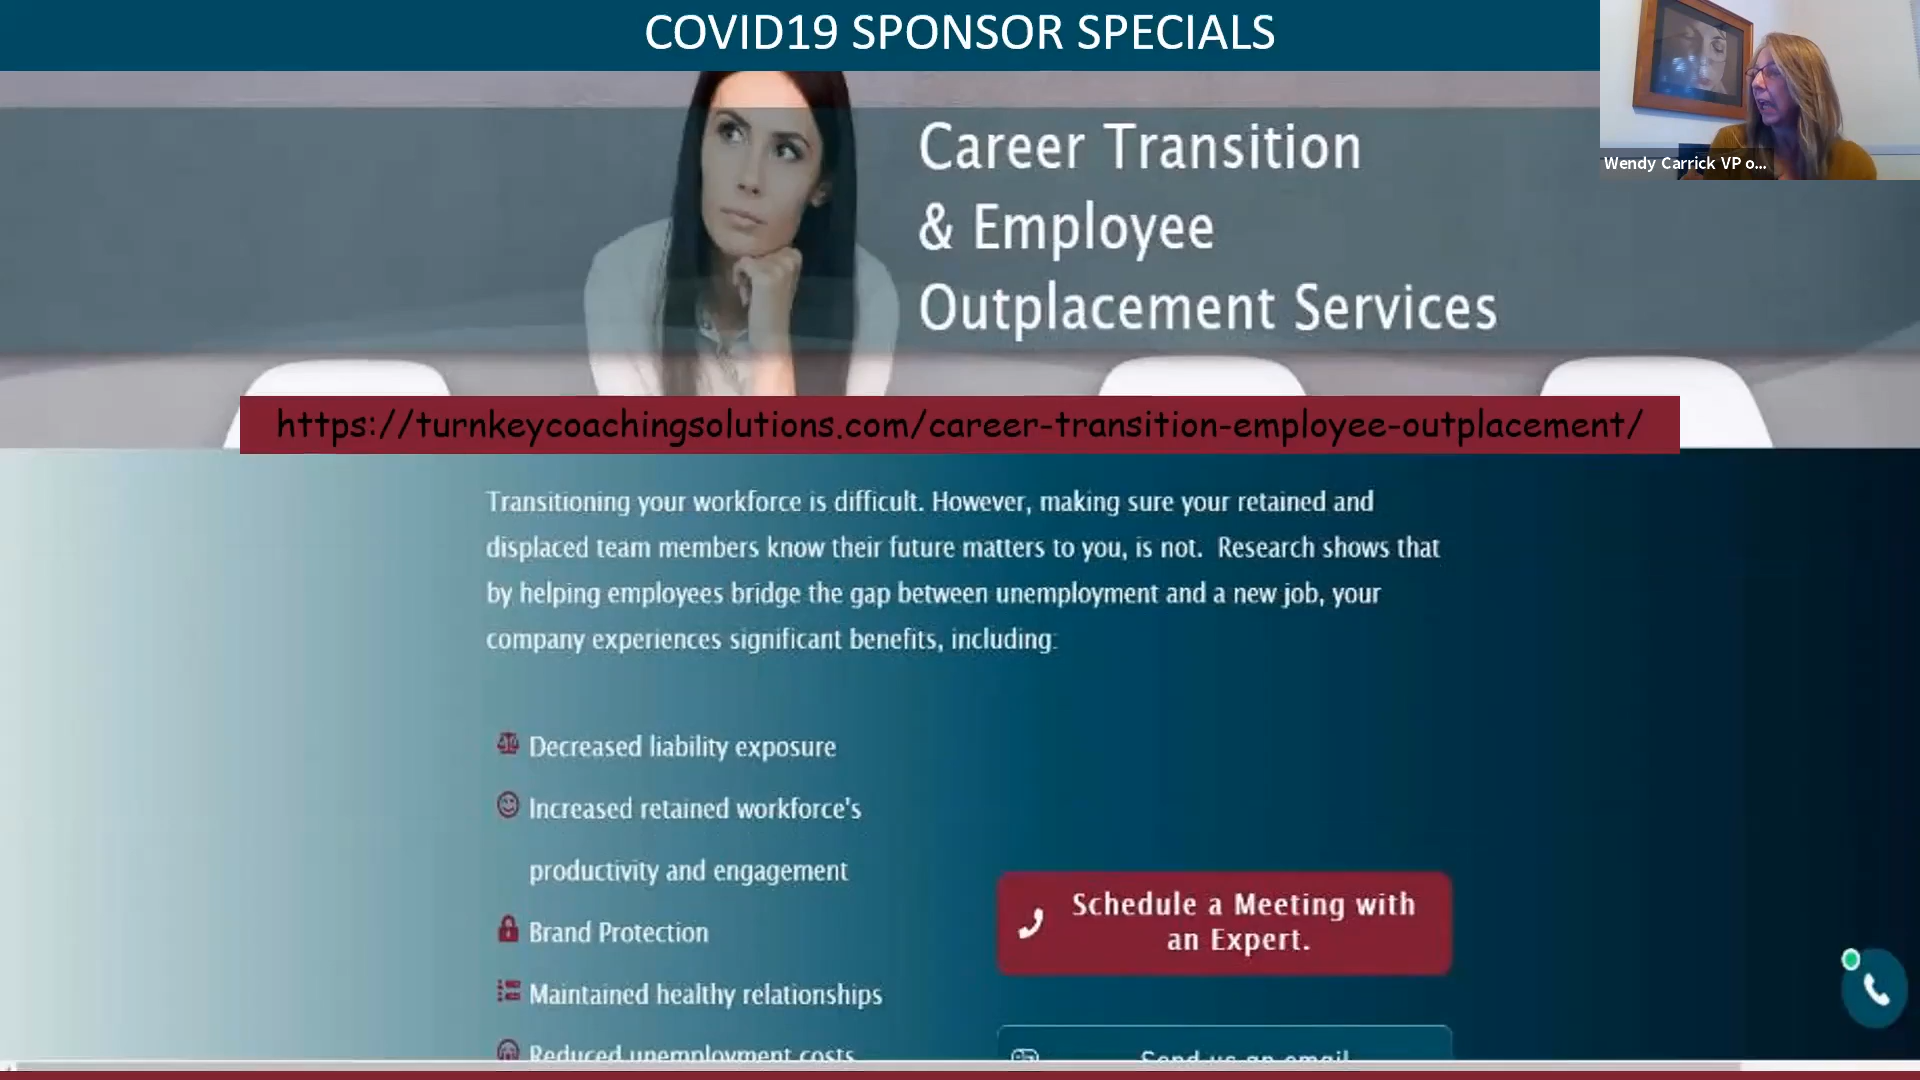 COVID19 SPONSOR SPECIALS
Career Transition
& Employee
Outplacement Services
Wendy Carrick VP o...
https://turnkeycoachingsolutions.com/career-transition-employee-outplacement/
Transitioning your workforce is difficult. However, making sure your retained and
displaced team members know their future matters to you, is not. Research shows that
by helping employees bridge the gap between unemployment and a new job, your
company experiences significant benefits, including:
Decreased liability exposure
Increased retained workforce's
productivity and engagement
Brand Protection
Maintained healthy relationships
Reduced unemployment costs
Schedule a Meeting with
an Expert.
Send us an email